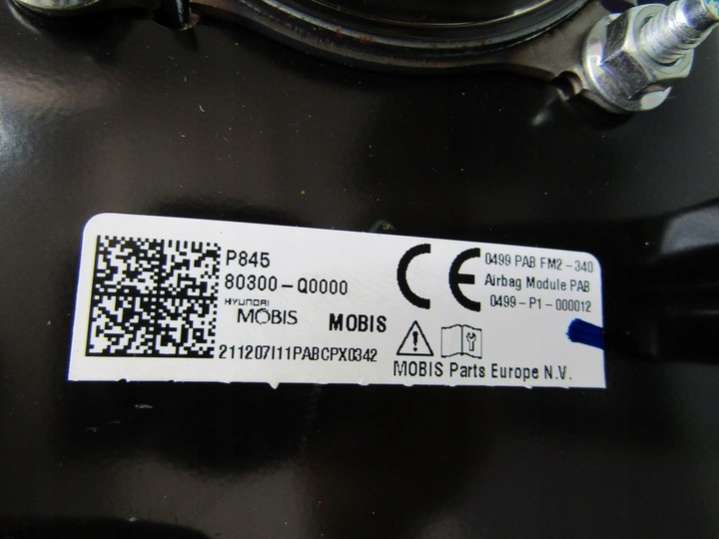 P845
80300-Q0000
HYUNDAI
MOBIS
MOBIS
211207I11PABCPX0342
CE
0499 PAB FM2-340
Airbag Module PAB
0499-P1-000012
MOBIS Parts Europe N.V.